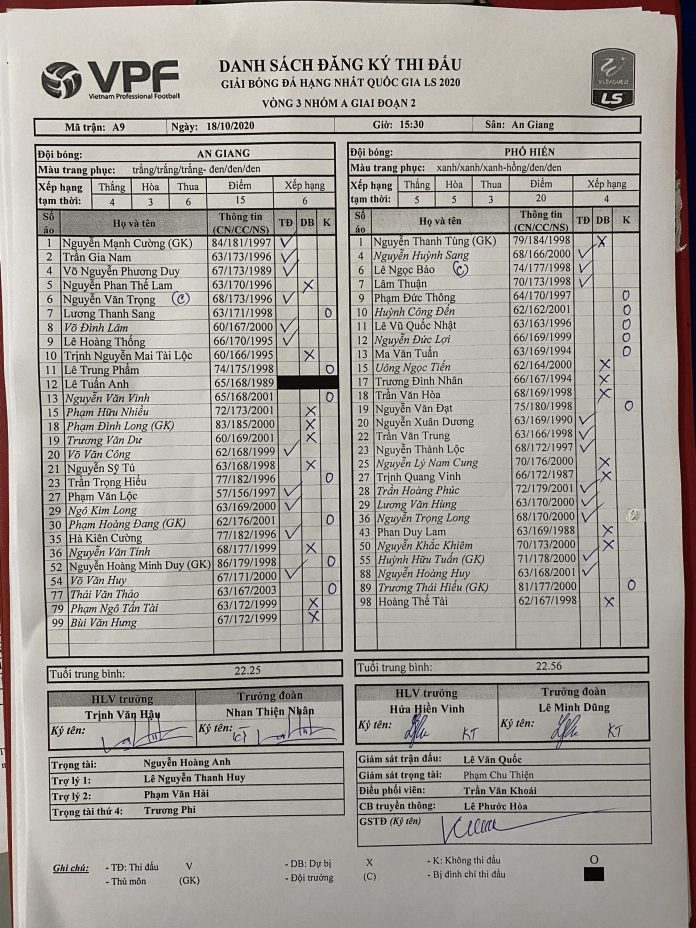 VPF
Vietnam Professional Football
DANH SÁCH ĐĂNG KÝ THI ĐẤU
GIẢI BÓNG ĐÁ HẠNG NHẤT QUỐC GIA LS 2020
VÒNG 3 NHÓM A GIAI ĐOẠN 2
V.LEAGUE 2
LS
Mã trận: A9 Ngày: 18/10/2020 Giờ: 15:30 Sân: An Giang
Đội bóng: AN GIANG
Màu trang phục: trắng/trắng/trắng- đen/đen/đen
Xếp hạng tạm thời: Thắng Hòa Thua Điểm Xếp hạng
4 3 6 15 6
Số áo Họ và tên Thông tin (CN/CC/NS) TĐ DB K
1 Nguyễn Mạnh Cường (GK) 84/181/1997 V
2 Trần Gia Nam 63/173/1996 V
4 Võ Nguyễn Phương Duy 67/173/1989 V
5 Nguyễn Phan Thế Lam 63/170/1996 X
6 Nguyễn Văn Trọng (C) 68/173/1996 V
7 Lương Thanh Sang 63/171/1998 O
8 Võ Đình Lâm 60/167/2000 V
9 Lê Hoàng Thống 66/170/1995 V
10 Trịnh Nguyễn Mai Tài Lộc 60/166/1995 X
11 Lê Trung Phẩm 74/175/1998 O
12 Lê Tuấn Anh 65/168/1989
13 Nguyễn Văn Vinh 65/168/2001 O
15 Phạm Hữu Nhiều 72/173/2001 X
18 Phạm Đình Long (GK) 83/185/2000 X
19 Trương Văn Dư 60/169/2001 X
20 Võ Văn Công 62/168/1999 V
21 Nguyễn Sỹ Tú 63/168/1998 X
23 Trần Trọng Hiếu 77/182/1996 O
27 Phạm Văn Lộc 57/156/1997 V
29 Ngô Kim Long 63/169/2000 V
30 Phạm Hoàng Đang (GK) 62/176/2001 O
35 Hà Kiên Cường 77/182/1996 V
36 Nguyễn Văn Tính 68/177/1999 X
52 Nguyễn Hoàng Minh Duy (GK) 86/179/1998 O
54 Võ Văn Huy 67/171/2000 V
77 Thái Văn Thảo 63/167/2003 O
79 Phạm Ngô Tấn Tài 63/172/1999 X
99 Bùi Văn Hưng 67/172/1999 X
Tuổi trung bình: 22.25
HLV trưởng Trưởng đoàn
Trịnh Văn Hậu Nhan Thiện Nhân
Ký tên: Ký tên:
Trọng tài: Nguyễn Hoàng Anh
Trợ lý 1: Lê Nguyễn Thanh Huy
Trợ lý 2: Phạm Văn Hải
Trọng tài thứ 4: Trương Phi
Đội bóng: PHỐ HIẾN
Màu trang phục: xanh/xanh/xanh-hồng/đen/đen
Xếp hạng tạm thời: Thắng Hòa Thua Điểm Xếp hạng
5 5 3 20 4
Số áo Họ và tên Thông tin (CN/CC/NS) TĐ DB K
1 Nguyễn Thanh Tùng (GK) 79/184/1998 X
4 Nguyễn Huỳnh Sang 68/166/2000 V
6 Lê Ngọc Bảo (C) 74/177/1998 V
7 Lâm Thuận 70/173/1998 V
9 Phạm Đức Thông 64/170/1997 O
10 Huỳnh Công Đến 62/162/2001 O
11 Lê Vũ Quốc Nhật 63/163/1996 O
12 Nguyễn Đức Lợi 66/169/1999 O
13 Ma Văn Tuấn 63/169/1994 O
15 Uông Ngọc Tiến 62/164/2000 X
17 Trương Đình Nhân 66/167/1994 X
18 Trần Văn Hòa 68/169/1998 X
19 Nguyễn Văn Đạt 75/180/1998 O
20 Nguyễn Xuân Dương 63/169/1990 V
22 Trần Văn Trung 63/166/1998 V
23 Nguyễn Thành Lộc 68/172/1997 V
25 Nguyễn Lý Nam Cung 70/176/2000 X
27 Trịnh Quang Vinh 66/172/1987 X
28 Trần Hoàng Phúc 72/179/2001 V
29 Lương Văn Hùng 63/170/2000 V
36 Nguyễn Trọng Long 68/170/2000 V
43 Phan Duy Lam 63/169/1988 X
50 Nguyễn Khắc Khiêm 70/173/2000 X
55 Huỳnh Hữu Tuấn (GK) 71/178/2000 V
88 Nguyễn Hoàng Huy 63/168/2001 V
89 Trương Thái Hiếu (GK) 81/177/2000 O
98 Hoàng Thế Tài 62/167/1998 X
Tuổi trung bình: 22.56
HLV trưởng Trưởng đoàn
Hứa Hiền Vinh Lê Minh Dũng
Ký tên: KT Ký tên: KT
Giám sát trận đấu: Lê Văn Quốc
Giám sát trọng tài: Phạm Chu Thiện
Điều phối viên: Trần Văn Khoái
CB truyền thông: Lê Phước Hòa
GSTĐ (Ký tên)
Ghi chú: - TĐ: Thi đấu V - DB: Dự bị X - K: Không thi đấu O
- Thủ môn (GK) - Đội trưởng (C) - Bị đình chỉ thi đấu